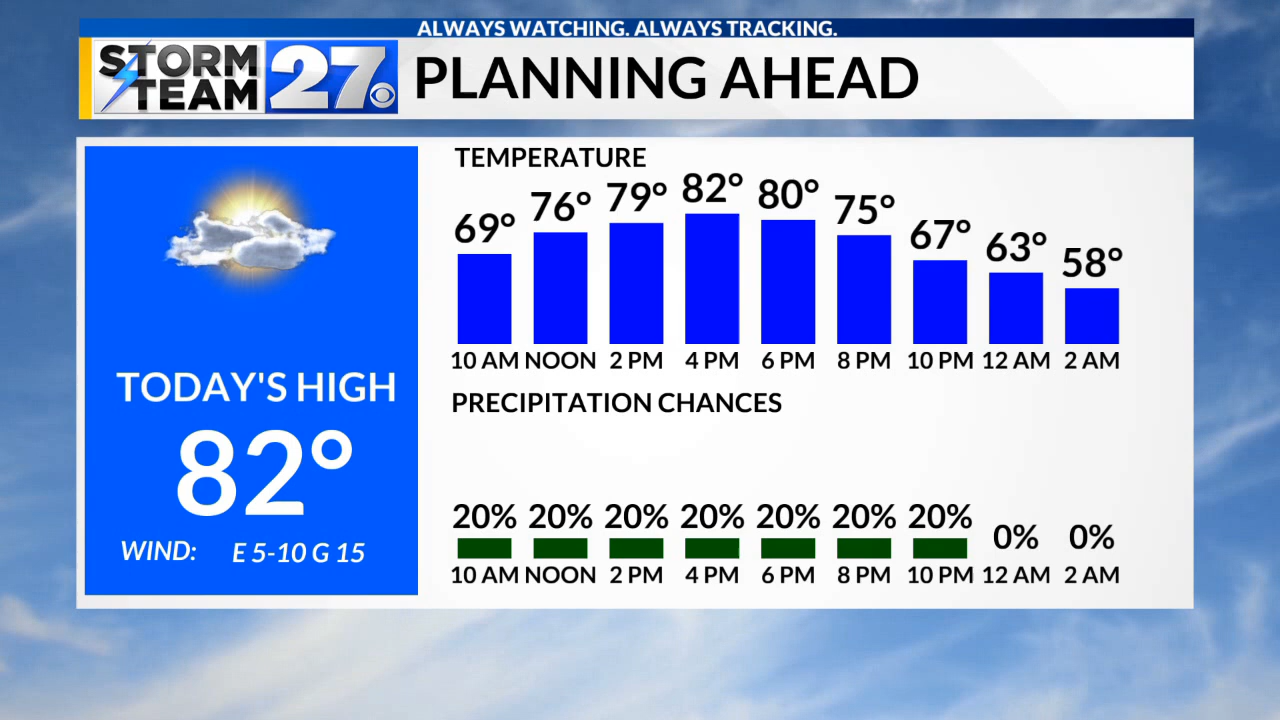 ALWAYS WATCHING. ALWAYS TRACKING.
STORM
TEAM
27
PLANNING AHEAD
TODAY'S HIGH
82°
WIND: E 5-10 G 15
TEMPERATURE
69° 76° 79° 82° 80° 75° 67° 63° 58°
10 AM NOON 2 PM 4 PM 6 PM 8 PM 10 PM 12 AM 2 AM
PRECIPITATION CHANCES
20% 20% 20% 20% 20% 20% 20% 0% 0%
10 AM NOON 2 PM 4 PM 6 PM 8 PM 10 PM 12 AM 2 AM